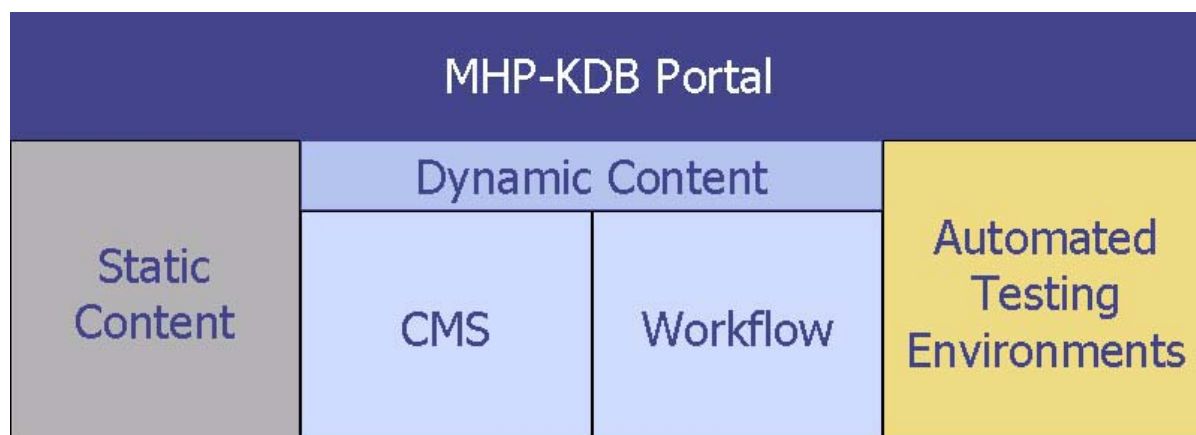 MHP-KDB Portal
Dynamic Content
Static
Content
CMS
Workflow
Automated
Testing
Environments